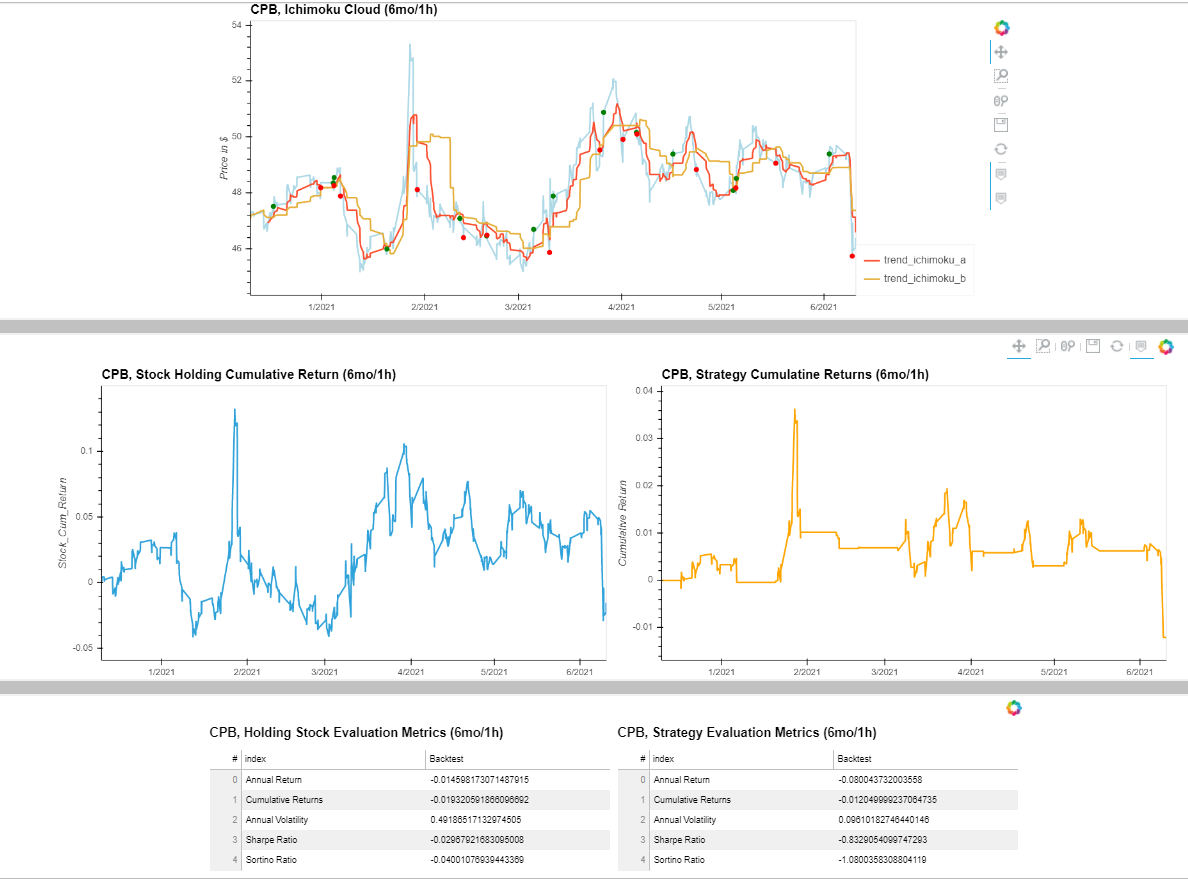 CPB, Ichimoku Cloud (6mo/1h)
54
52
50
48
46
Price in $
1/2021 2/2021 3/2021 4/2021 5/2021 6/2021
trend_ichimoku_a
trend_ichimoku_b
CPB, Stock Holding Cumulative Return (6mo/1h)
0.1
0.05
0
-0.05
Stock_Cum_Return
1/2021 2/2021 3/2021 4/2021 5/2021 6/2021
CPB, Strategy Cumulatine Returns (6mo/1h)
0.04
0.03
0.02
0.01
0
-0.01
Cumulative Return
1/2021 2/2021 3/2021 4/2021 5/2021 6/2021
CPB, Holding Stock Evaluation Metrics (6mo/1h)
# index Backtest
0 Annual Return -0.014598173071487915
1 Cumulative Returns -0.019320591866096692
2 Annual Volatility 0.49186517132974505
3 Sharpe Ratio -0.02967921683095008
4 Sortino Ratio -0.04001076939443369
CPB, Strategy Evaluation Metrics (6mo/1h)
# index Backtest
0 Annual Return -0.080043732003558
1 Cumulative Returns -0.012049999237064735
2 Annual Volatility 0.09610182746440146
3 Sharpe Ratio -0.8329054099747293
4 Sortino Ratio -1.0800358308804119